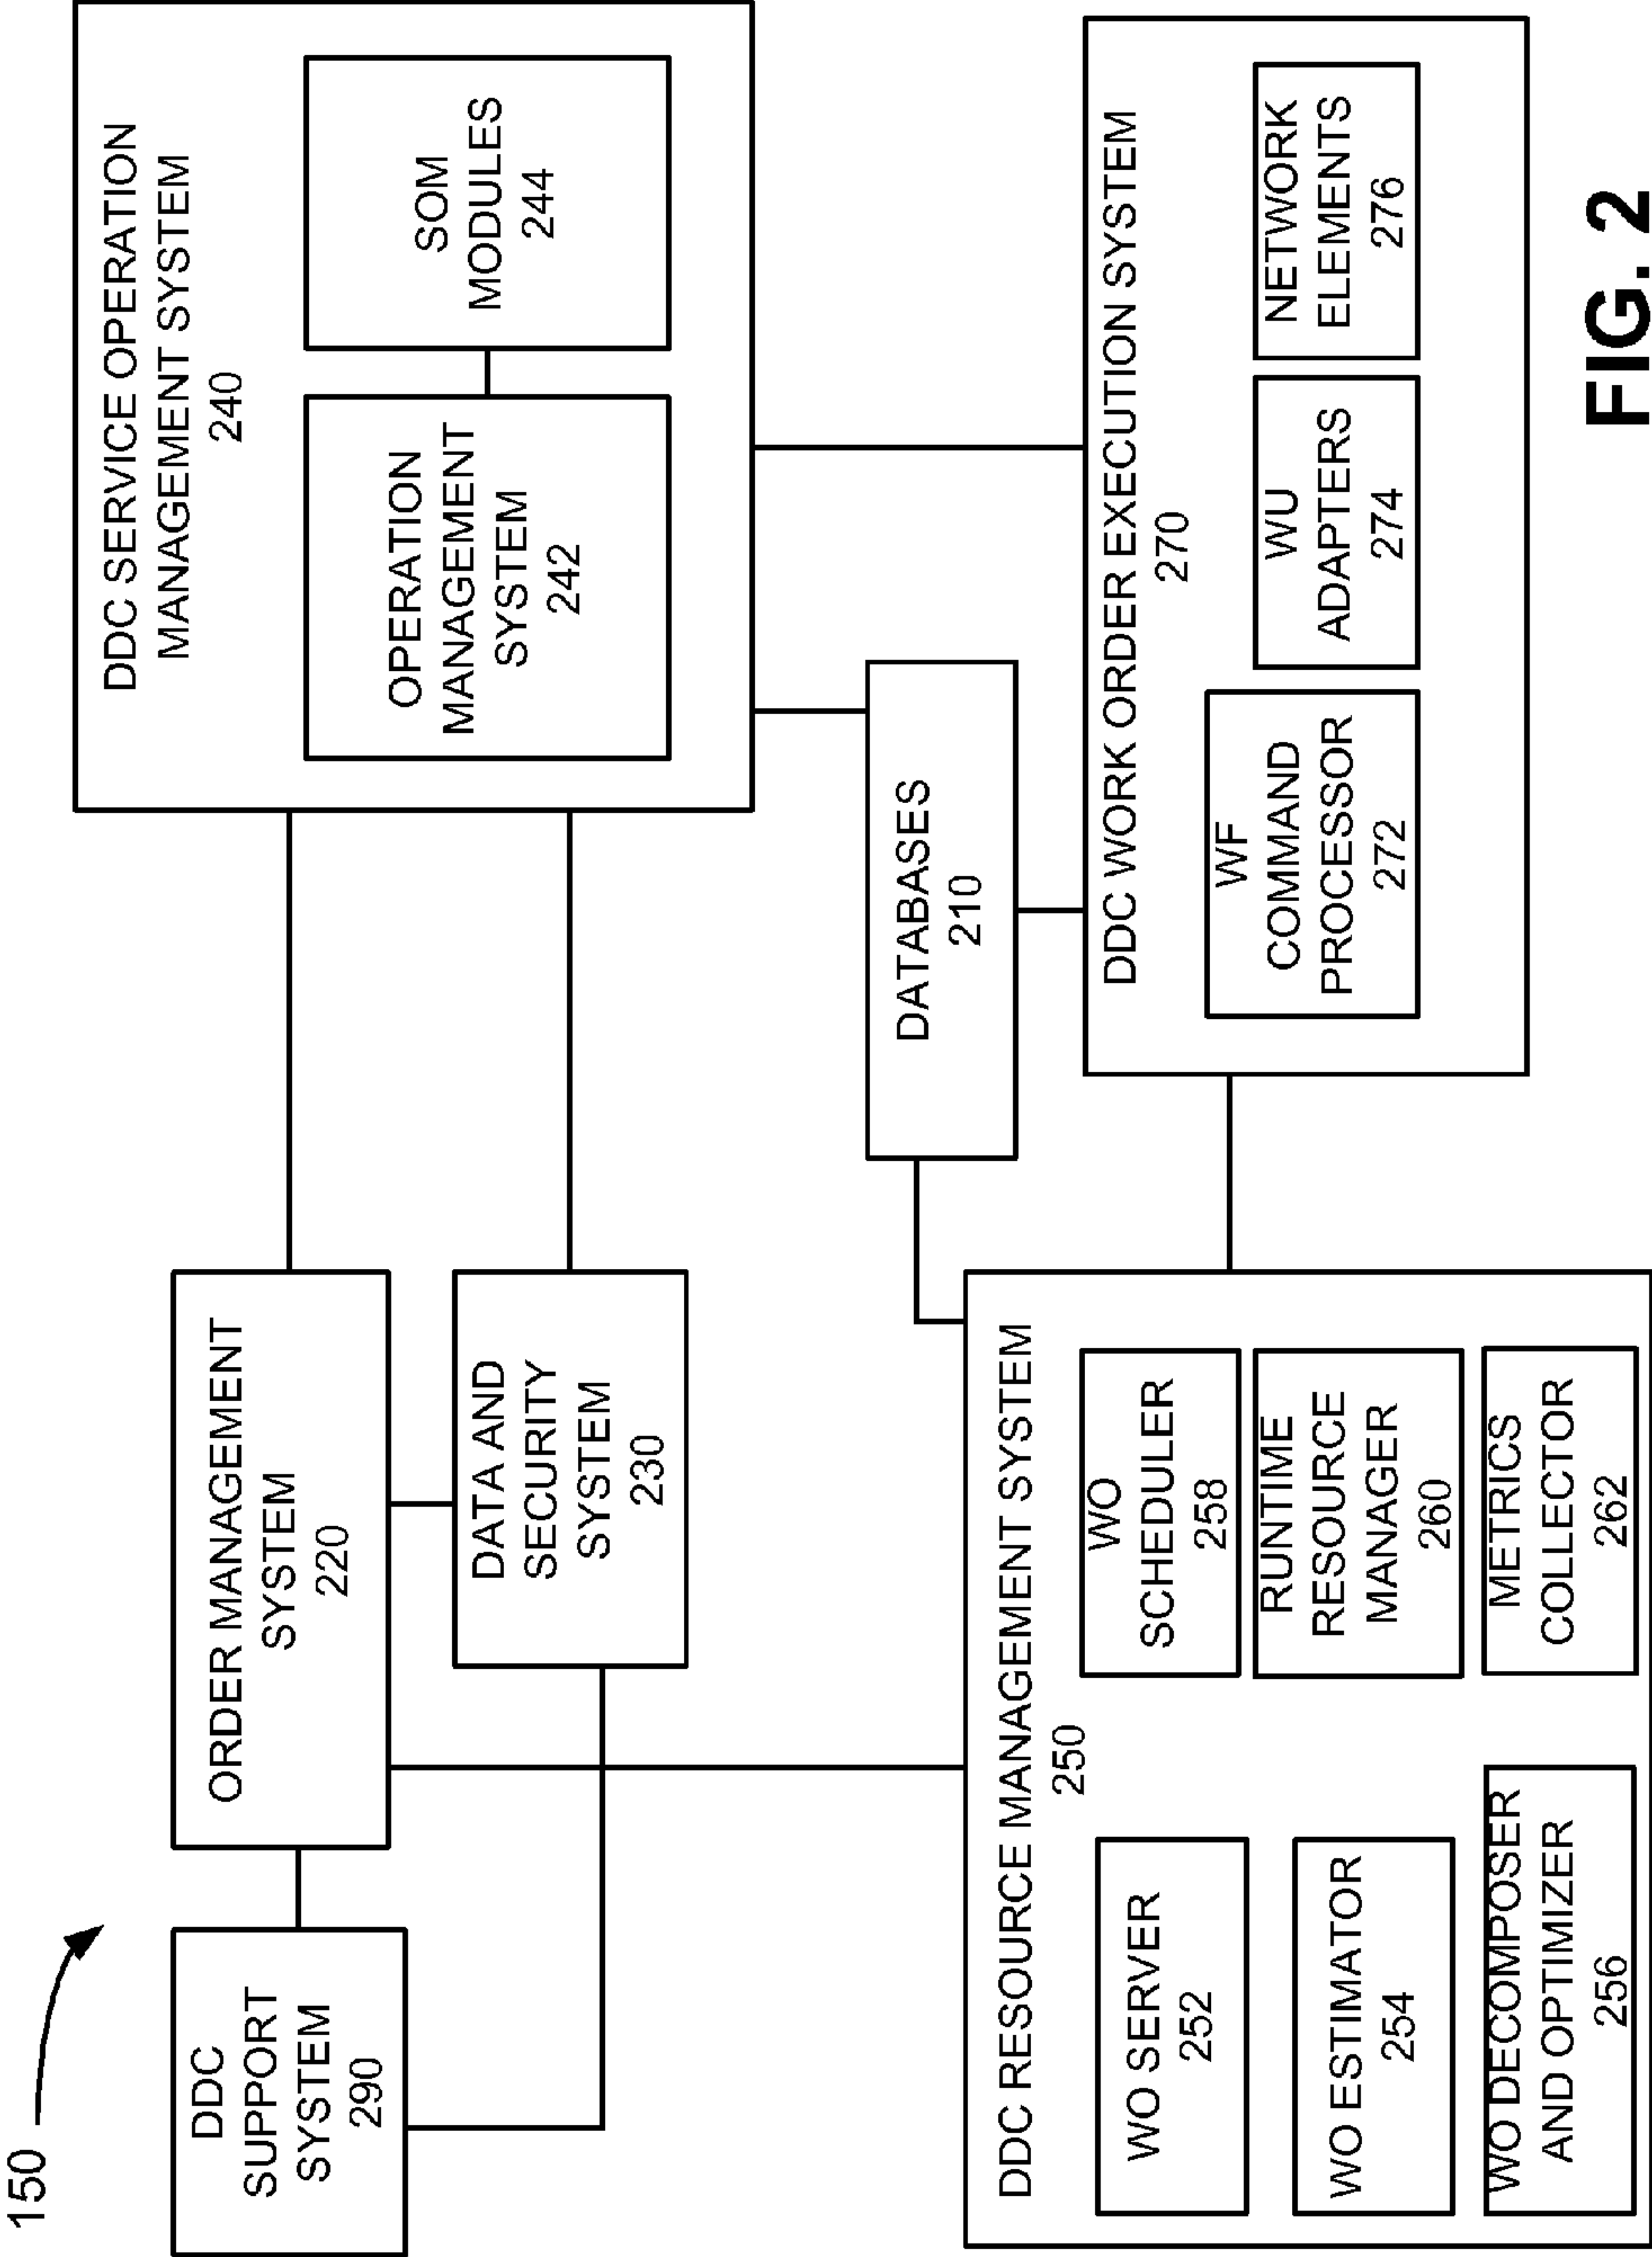 150
DDC
SUPPORT
SYSTEM
290
ORDER MANAGEMENT
SYSTEM
220
DATA AND
SECURITY
SYSTEM
230
DDC SERVICE OPERATION
MANAGEMENT SYSTEM
240
OPERATION
MANAGEMENT
SYSTEM
242
SOM
MODULES
244
DATABASES
210
DDC RESOURCE MANAGEMENT SYSTEM
250
WO SERVER
252
WO ESTIMATOR
254
WO DECOMPOSER
AND OPTIMIZER
256
WO
SCHEDULER
258
RUNTIME
RESOURCE
MANAGER
260
METRICS
COLLECTOR
262
DDC WORK ORDER EXECUTION SYSTEM
270
WF
COMMAND
PROCESSOR
272
WU
ADAPTERS
274
NETWORK
ELEMENTS
276
FIG. 2